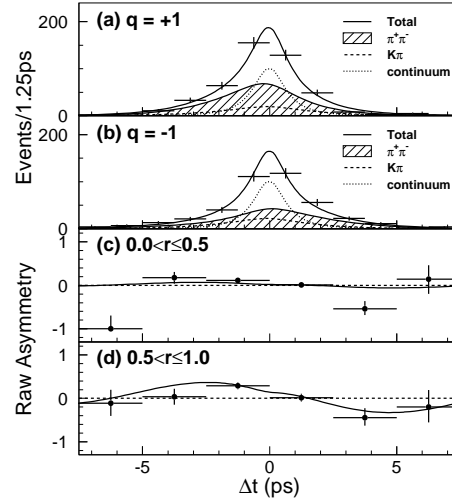 (a) q = +1
Total
π⁺π⁻
Kπ
continuum
200
100
0
Events/1.25ps
(b) q = -1
Total
π⁺π⁻
Kπ
continuum
200
0
(c) 0.0<r≤0.5
1
0
-1
Raw Asymmetry
(d) 0.5<r≤1.0
1
0
-1
-5 0 5
Δt (ps)